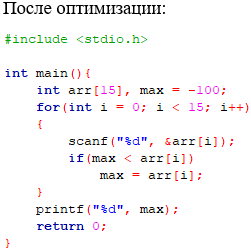 После оптимизации:
#include <stdio.h>
int main(){
    int arr[15], max = -100;
    for(int i = 0; i < 15; i++)
    {
        scanf("%d", &arr[i]);
        if(max < arr[i])
            max = arr[i];
    }
    printf("%d", max);
    return 0;
}